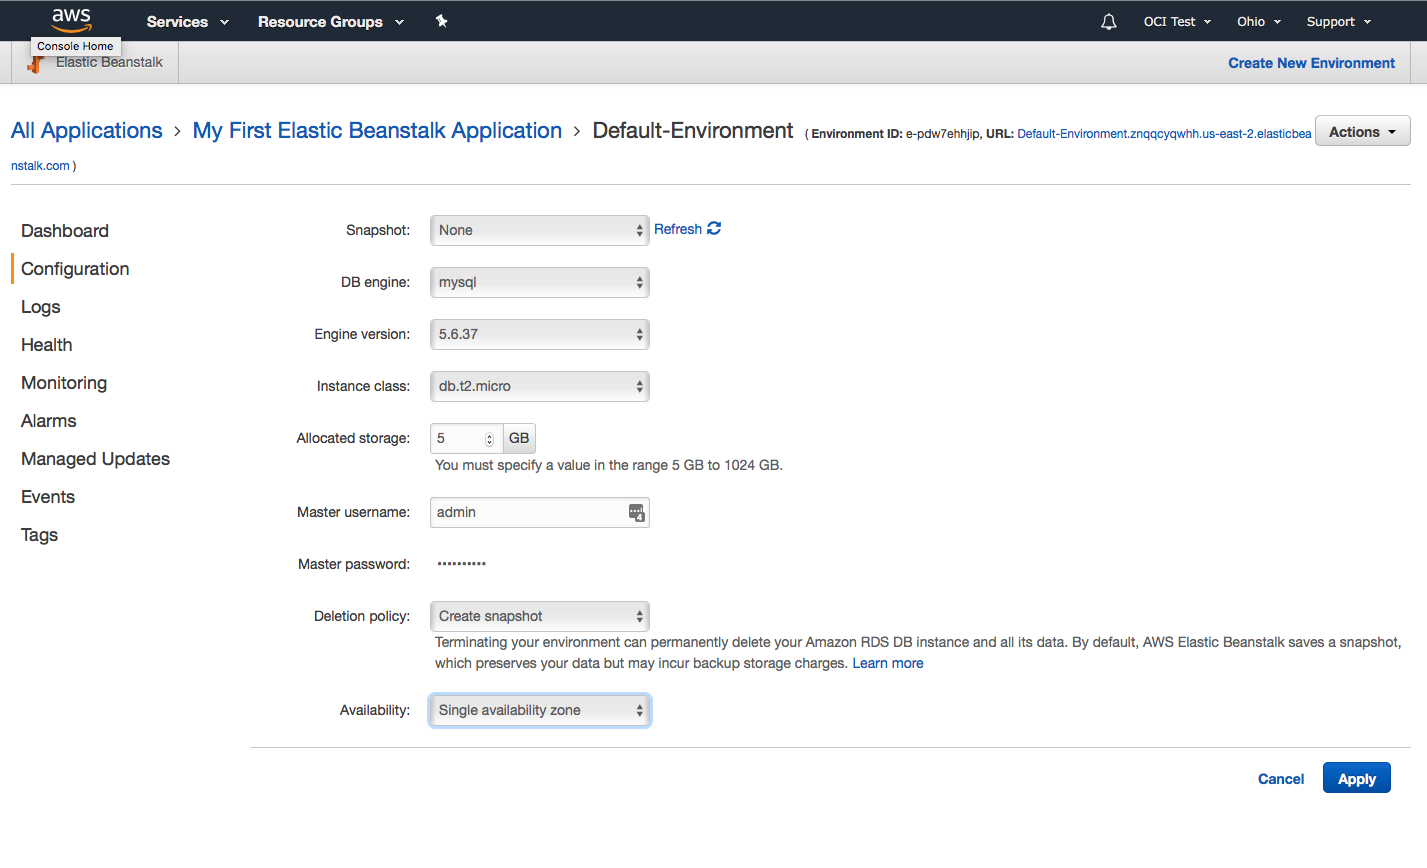 aws Services Resource Groups OCI Test Ohio Support
Console Home
Elastic Beanstalk Create New Environment
All Applications > My First Elastic Beanstalk Application > Default-Environment ( Environment ID: e-pdw7ehhjip, URL: Default-Environment.znqqcyqwhh.us-east-2.elasticbea Actions
nstalk.com )
Dashboard
Configuration
Logs
Health
Monitoring
Alarms
Managed Updates
Events
Tags
Snapshot: None Refresh
DB engine: mysql
Engine version: 5.6.37
Instance class: db.t2.micro
Allocated storage: 5 GB
You must specify a value in the range 5 GB to 1024 GB.
Master username: admin 4
Master password: ••••••••••
Deletion policy: Create snapshot
Terminating your environment can permanently delete your Amazon RDS DB instance and all its data. By default, AWS Elastic Beanstalk saves a snapshot,
which preserves your data but may incur backup storage charges. Learn more
Availability: Single availability zone
Cancel Apply